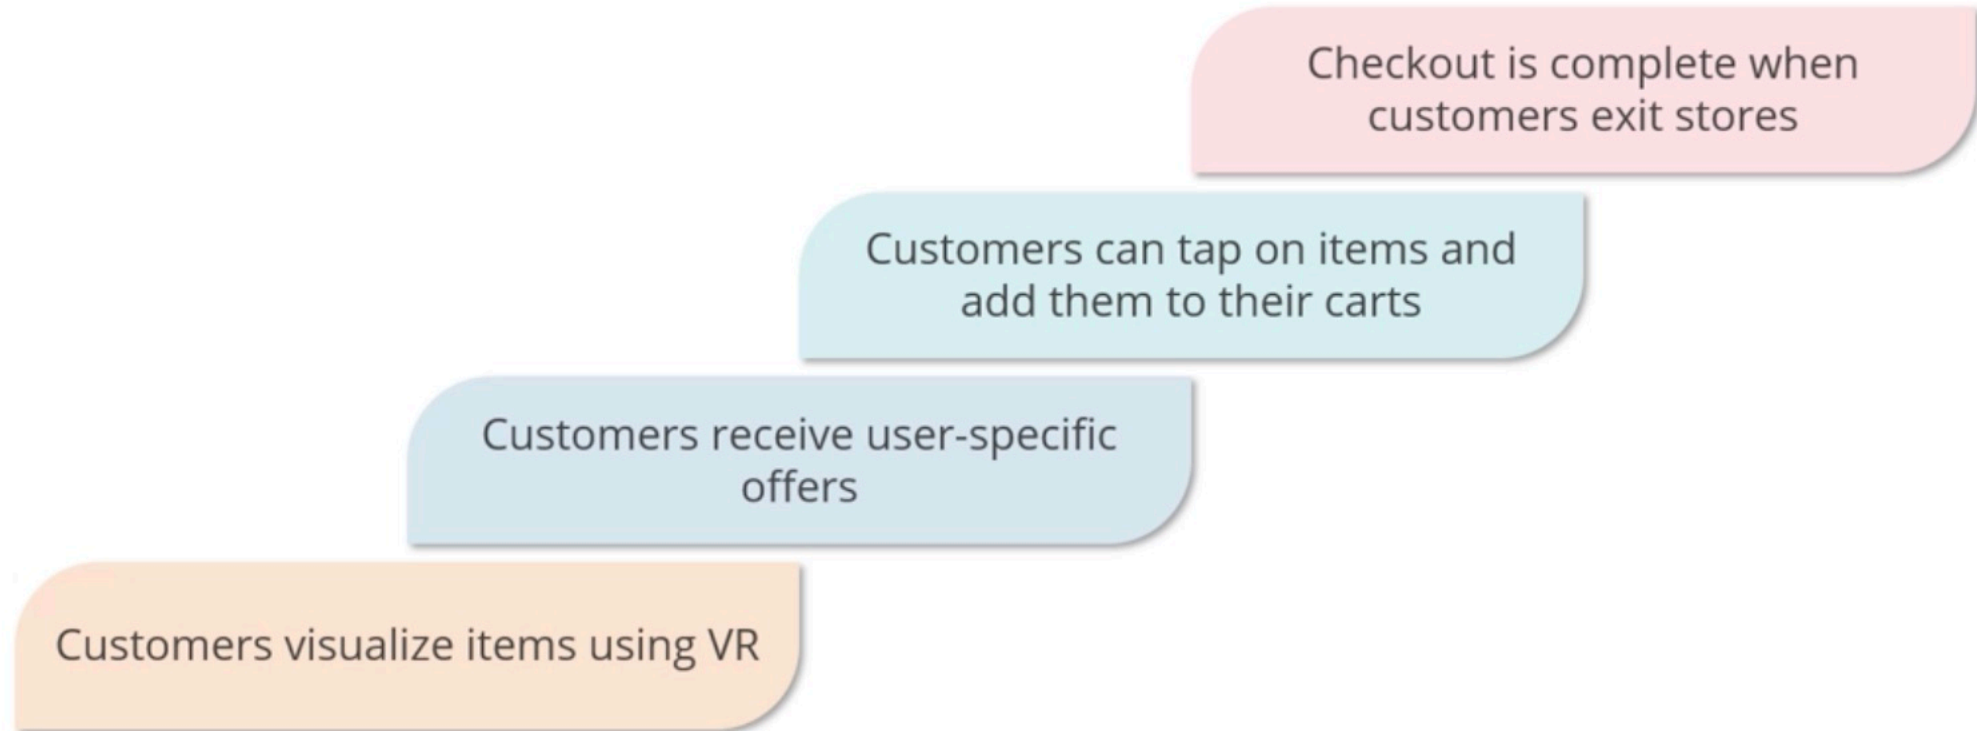 Checkout is complete when
customers exit stores
Customers can tap on items and
add them to their carts
Customers receive user-specific
offers
Customers visualize items using VR